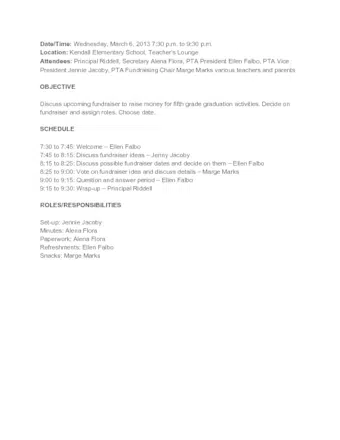 Date/Time: Wednesday, March 6, 2013 7:30 p.m. to 9:30 p.m.
Location: Kendall Elementary School, Teacher's Lounge
Attendees: Principal Riddell, Secretary Alena Flora, PTA President Ellen Falbo, PTA Vice
President Jennie Jacoby, PTA Fundraising Chair Marge Marks various teachers and parents
OBJECTIVE
Discuss upcoming fundraiser to raise money for fifth grade graduation activities. Decide on
fundraiser and assign roles. Choose date.
SCHEDULE
7:30 to 7:45: Welcome – Ellen Falbo
7:45 to 8:15: Discuss fundraiser ideas – Jenny Jacoby
8:15 to 8:25: Discuss possible fundraiser dates and decide on them – Ellen Falbo
8:25 to 9:00: Vote on fundraiser idea and discuss details – Marge Marks
9:00 to 9:15: Question and answer period – Ellen Falbo
9:15 to 9:30: Wrap-up – Principal Riddell
ROLES/RESPONSIBILITIES
Set-up: Jennie Jacoby
Minutes: Alena Flora
Paperwork: Alena Flora
Refreshments: Ellen Falbo
Snacks: Marge Marks